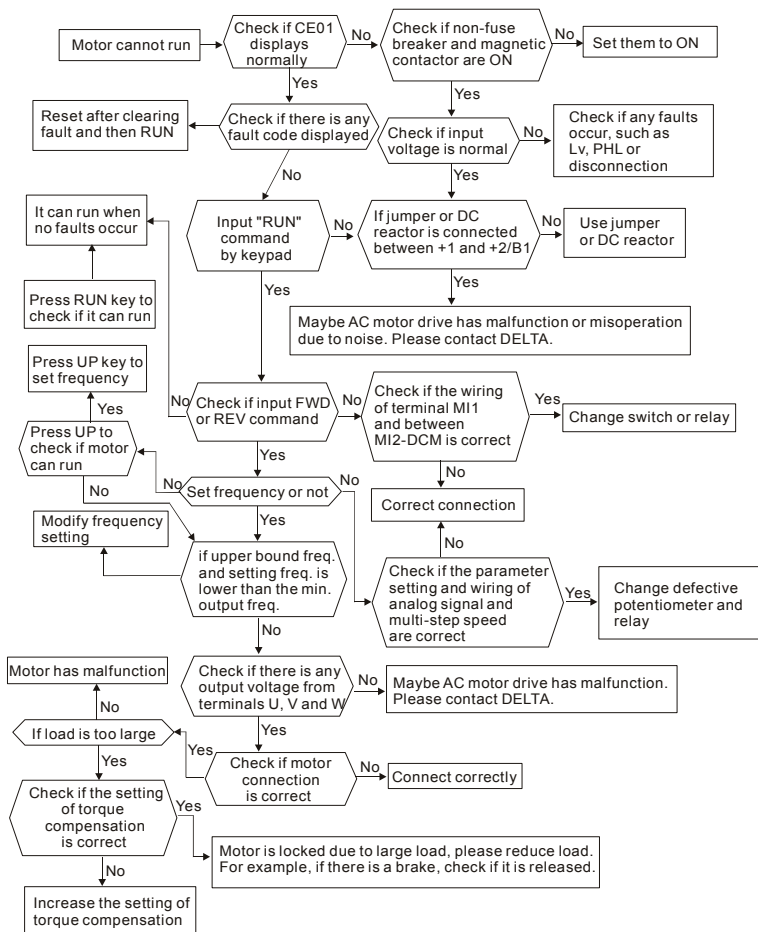 Motor cannot run
Check if CE01
displays
normally
No
Check if non-fuse
breaker and magnetic
contactor are ON
No
Set them to ON
Yes
Yes
Reset after clearing
fault and then RUN
Check if there is any
fault code displayed
Check if input
voltage is normal
No
Check if any faults
occur, such as
Lv, PHL or
disconnection
No
Yes
It can run when
no faults occur
Input "RUN"
command
by keypad
No
If jumper or DC
reactor is connected
between +1 and +2/B1
No
Use jumper
or DC reactor
Yes
Yes
Press RUN key to
check if it can run
Maybe AC motor drive has malfunction or misoperation
due to noise. Please contact DELTA.
Press UP key to
set frequency
No
Check if input FWD
or REV command
No
Check if the wiring
of terminal MI1
and between
MI2-DCM is correct
Yes
Change switch or relay
Yes
Press UP to
check if motor
can run
Yes
No
Set frequency or not
No
No
Correct connection
No
Yes
No
Modify frequency
setting
if upper bound freq.
and setting freq. is
lower than the min.
output freq.
Check if the parameter
setting and wiring of
analog signal and
multi-step speed
are correct
Yes
Change defective
potentiometer and
relay
No
Motor has malfunction
Check if there is any
output voltage from
terminals U, V and W
No
Maybe AC motor drive has malfunction.
Please contact DELTA.
No
Yes
If load is too large
Yes
Check if motor
connection
is correct
No
Connect correctly
Yes
Check if the setting
of torque
compensation
is correct
Yes
Motor is locked due to large load, please reduce load.
For example, if there is a brake, check if it is released.
No
Increase the setting of
torque compensation